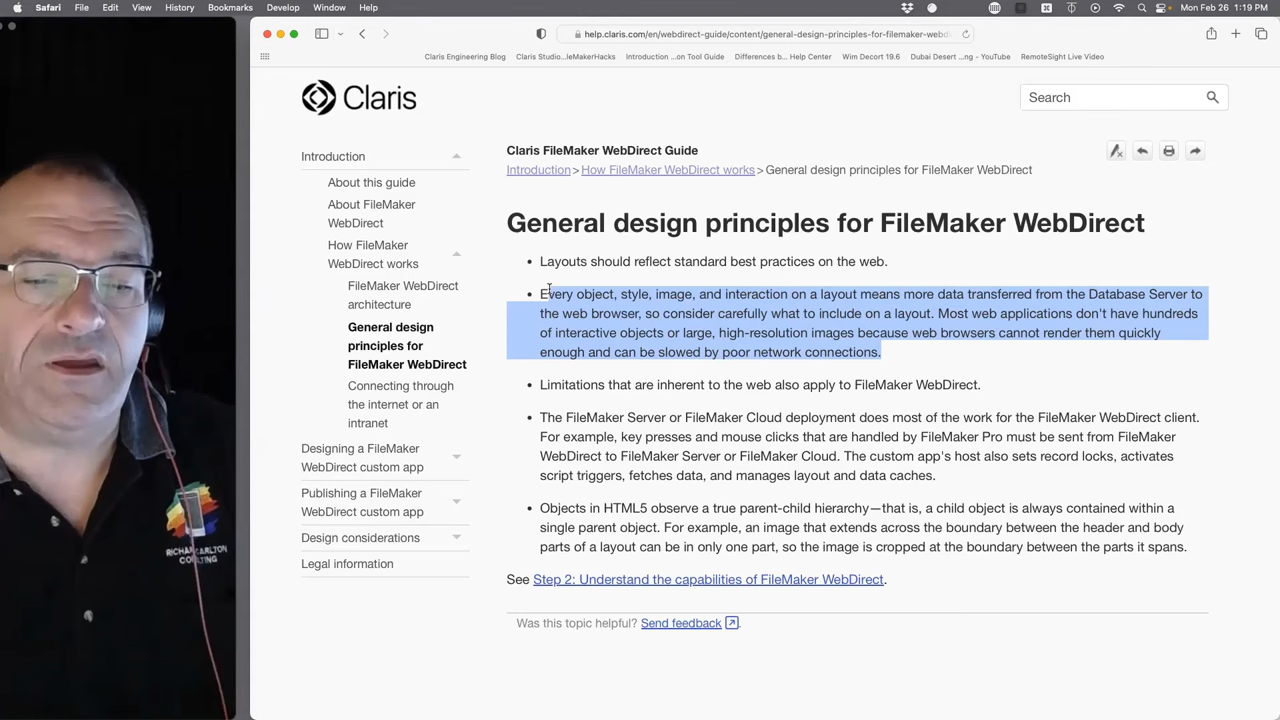 Safari File Edit View History Bookmarks Develop Window Help
Mon Feb 26 1:19 PM
help.claris.com/en/webdirect-guide/content/general-design-principles-for-filemaker-webdi
Claris Engineering Blog Claris Studio...leMakerHacks Introduction ...on Tool Guide Differences b... Help Center Wim Decort 19.6 Dubai Desert ...ng - YouTube RemoteSight Live Video
Claris
Search
Introduction
About this guide
About FileMaker
WebDirect
How FileMaker
WebDirect works
FileMaker WebDirect
architecture
General design
principles for
FileMaker WebDirect
Connecting through
the internet or an
intranet
Designing a FileMaker
WebDirect custom app
Publishing a FileMaker
WebDirect custom app
Design considerations
Legal information
Claris FileMaker WebDirect Guide
Introduction > How FileMaker WebDirect works > General design principles for FileMaker WebDirect
General design principles for FileMaker WebDirect
• Layouts should reflect standard best practices on the web.
• Every object, style, image, and interaction on a layout means more data transferred from the Database Server to
the web browser, so consider carefully what to include on a layout. Most web applications don't have hundreds
of interactive objects or large, high-resolution images because web browsers cannot render them quickly
enough and can be slowed by poor network connections.
• Limitations that are inherent to the web also apply to FileMaker WebDirect.
• The FileMaker Server or FileMaker Cloud deployment does most of the work for the FileMaker WebDirect client.
For example, key presses and mouse clicks that are handled by FileMaker Pro must be sent from FileMaker
WebDirect to FileMaker Server or FileMaker Cloud. The custom app's host also sets record locks, activates
script triggers, fetches data, and manages layout and data caches.
• Objects in HTML5 observe a true parent-child hierarchy—that is, a child object is always contained within a
single parent object. For example, an image that extends across the boundary between the header and body
parts of a layout can be in only one part, so the image is cropped at the boundary between the parts it spans.
See Step 2: Understand the capabilities of FileMaker WebDirect.
Was this topic helpful? Send feedback.
RICHARD CARLTON